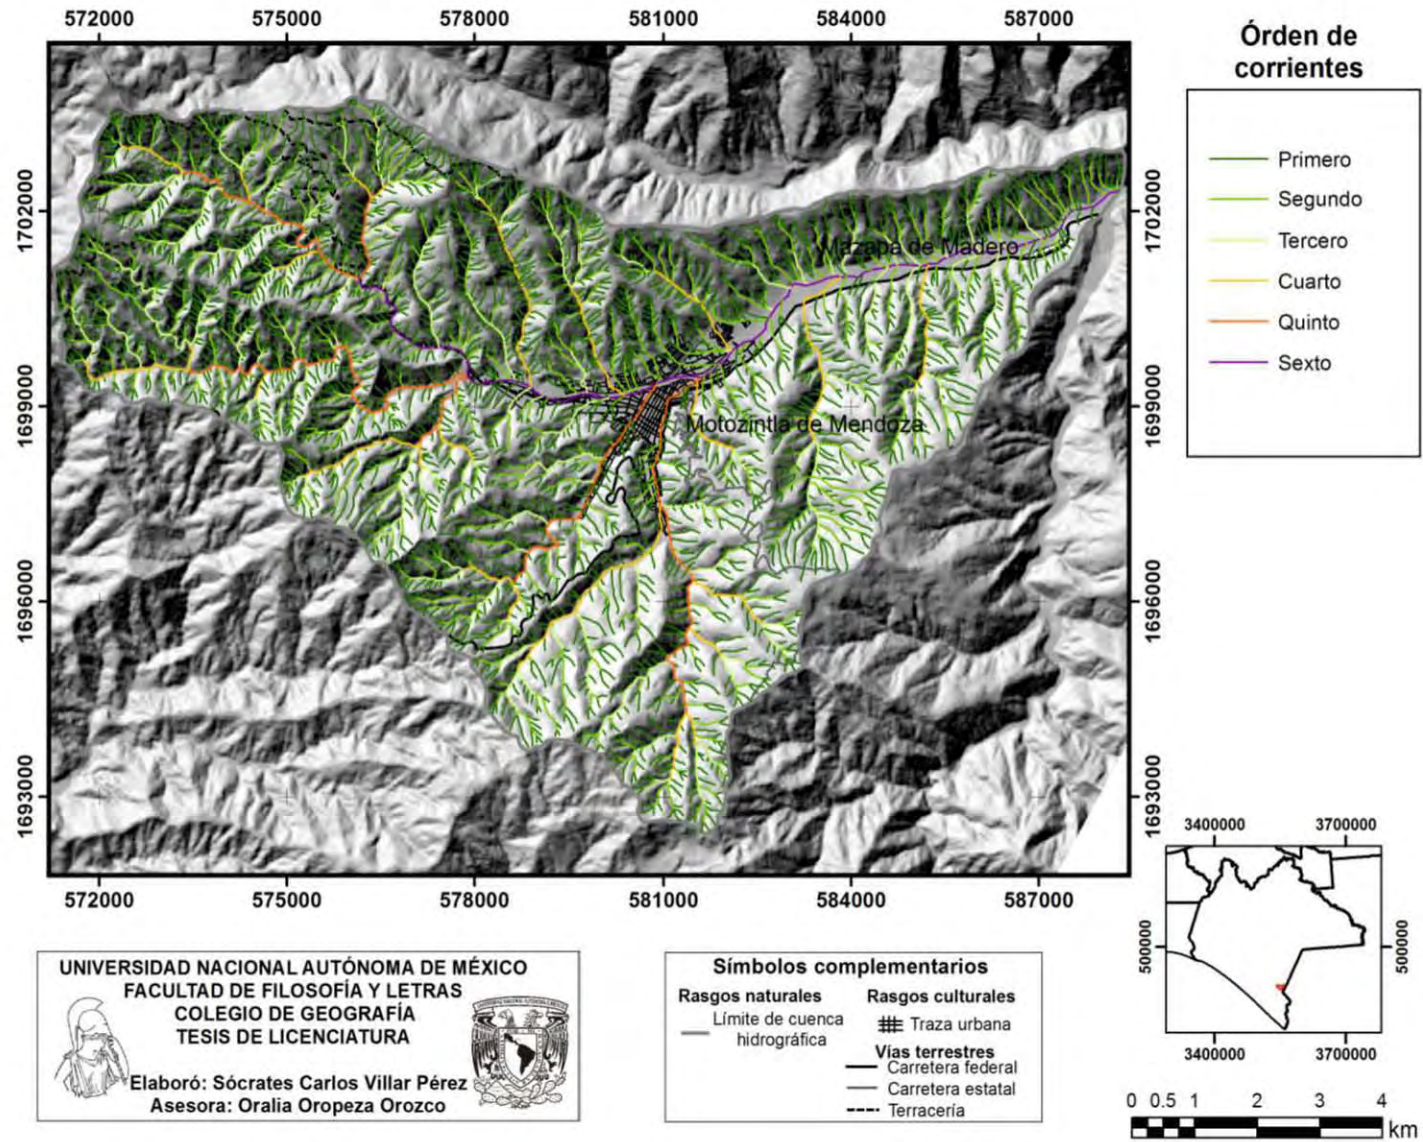 572000 575000 578000 581000 584000 587000
Órden de
corrientes
Primero
Segundo
Tercero
Cuarto
Quinto
Sexto
1702000
1699000
1696000
1693000
1702000
1699000
1696000
1693000
Mazapa de Madero
Motozintla de Mendoza
572000 575000 578000 581000 584000 587000
UNIVERSIDAD NACIONAL AUTÓNOMA DE MÉXICO
FACULTAD DE FILOSOFÍA Y LETRAS
COLEGIO DE GEOGRAFÍA
TESIS DE LICENCIATURA
Elaboró: Sócrates Carlos Villar Pérez
Asesora: Oralia Oropeza Orozco
Símbolos complementarios
Rasgos naturales
Límite de cuenca
hidrográfica
Rasgos culturales
Traza urbana
Vías terrestres
Carretera federal
Carretera estatal
Terracería
3400000 3700000
500000
500000
3400000 3700000
0 0.5 1 2 3 4
km